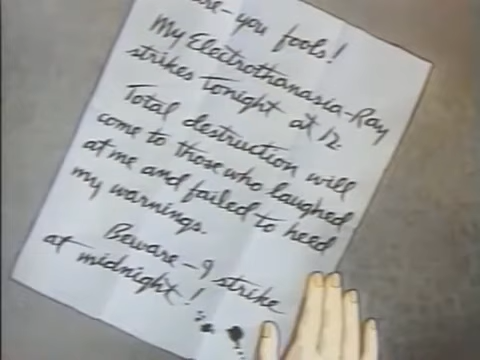 are—you fools!
My Electrothanasia-Ray
strikes Tonight at 12.
Total destruction will
come to those who laughed
at me and failed to heed
my warnings.
Beware—I strike
at midnight!